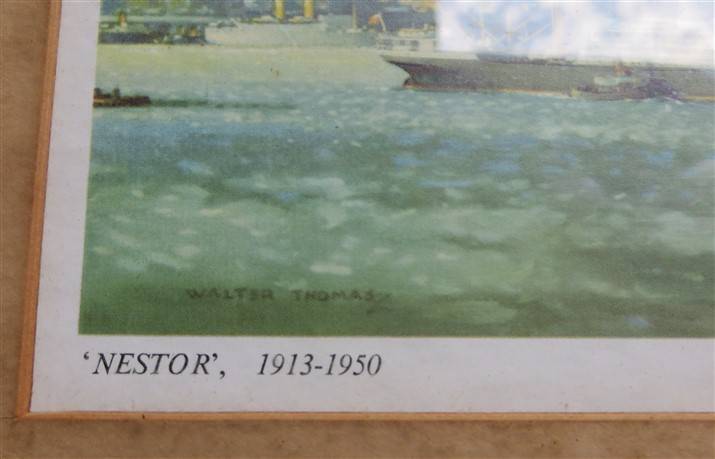 WALTER THOMAS
'NESTOR', 1913-1950